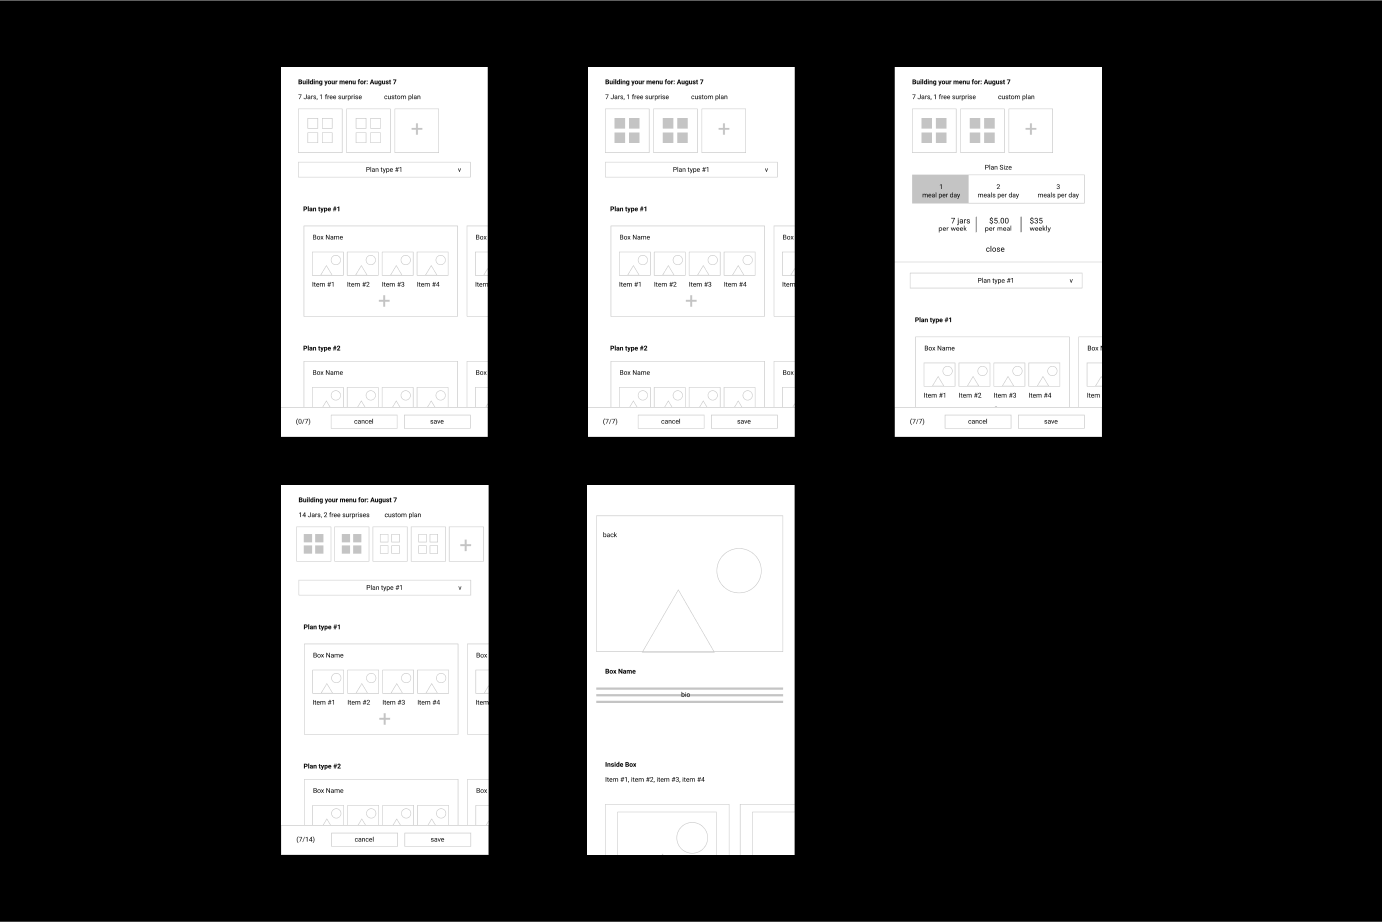 Building your menu for: August 7
7 Jars, 1 free surprise custom plan
+
Plan type #1 v
Plan type #1
Box Name Box
Item #1 Item #2 Item #3 Item #4 Item
+
Plan type #2
Box Name Box
(0/7) cancel save
Building your menu for: August 7
7 Jars, 1 free surprise custom plan
+
Plan type #1 v
Plan type #1
Box Name Box
Item #1 Item #2 Item #3 Item #4 Item
+
Plan type #2
Box Name Box
(7/7) cancel save
Building your menu for: August 7
7 Jars, 1 free surprise custom plan
+
Plan Size
1 2 3
meal per day meals per day meals per day
7 jars $5.00 $35
per week per meal weekly
close
Plan type #1 v
Plan type #1
Box Name Box
Item #1 Item #2 Item #3 Item #4 Item
(7/7) cancel save
Building your menu for: August 7
14 Jars, 2 free surprises custom plan
+
Plan type #1 v
Plan type #1
Box Name Box
Item #1 Item #2 Item #3 Item #4 Item
+
Plan type #2
Box Name Box
(7/14) cancel save
back
Box Name
bio
Inside Box
Item #1, item #2, item #3, item #4